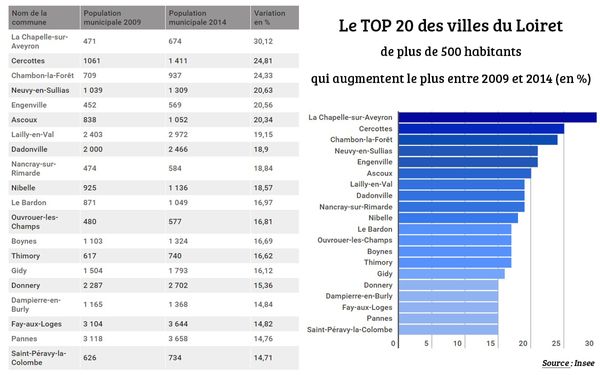 Nom de la commune Population municipale 2009 Population municipale 2014 Variation en %
La Chapelle-sur-Aveyron 471 674 30,12
Cercottes 1061 1 411 24,81
Chambon-la-Forêt 709 937 24,33
Neuvy-en-Sullias 1 039 1 309 20,63
Engenville 452 569 20,56
Ascoux 838 1 052 20,34
Lailly-en-Val 2 403 2 972 19,15
Dadonville 2 000 2 466 18,9
Nancray-sur-Rimarde 474 584 18,84
Nibelle 925 1 136 18,57
Le Bardon 871 1 049 16,97
Ouvrouer-les-Champs 480 577 16,81
Boynes 1 103 1 324 16,69
Thimory 617 740 16,62
Gidy 1 504 1 793 16,12
Donnery 2 287 2 702 15,36
Dampierre-en-Burly 1 165 1 368 14,84
Fay-aux-Loges 3 104 3 644 14,82
Pannes 3 118 3 658 14,76
Saint-Péravy-la-Colombe 626 734 14,71
Le TOP 20 des villes du Loiret
de plus de 500 habitants
qui augmentent le plus entre 2009 et 2014 (en %)
La Chapelle-sur-Aveyron
Cercottes
Chambon-la-Forêt
Neuvy-en-Sullias
Engenville
Ascoux
Lailly-en-Val
Dadonville
Nancray-sur-Rimarde
Nibelle
Le Bardon
Ouvrouer-les-Champs
Boynes
Thimory
Gidy
Donnery
Dampierre-en-Burly
Fay-aux-Loges
Pannes
Saint-Péravy-la-Colombe
0 5 10 15 20 25 30
Source : Insee